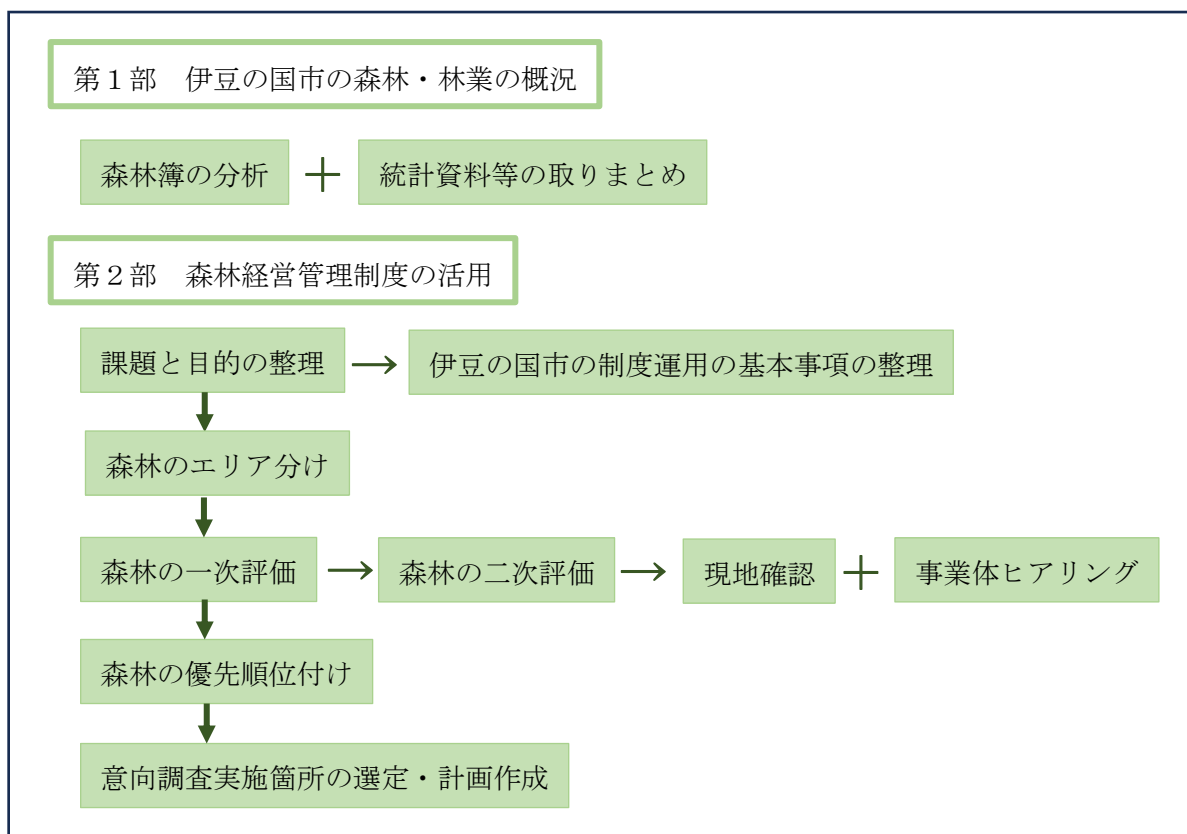 第１部　伊豆の国市の森林・林業の概況
森林簿の分析 ＋ 統計資料等の取りまとめ
第２部　森林経営管理制度の活用
課題と目的の整理 → 伊豆の国市の制度運用の基本事項の整理
森林のエリア分け
森林の一次評価 → 森林の二次評価 → 現地確認 ＋ 事業体ヒアリング
森林の優先順位付け
意向調査実施箇所の選定・計画作成